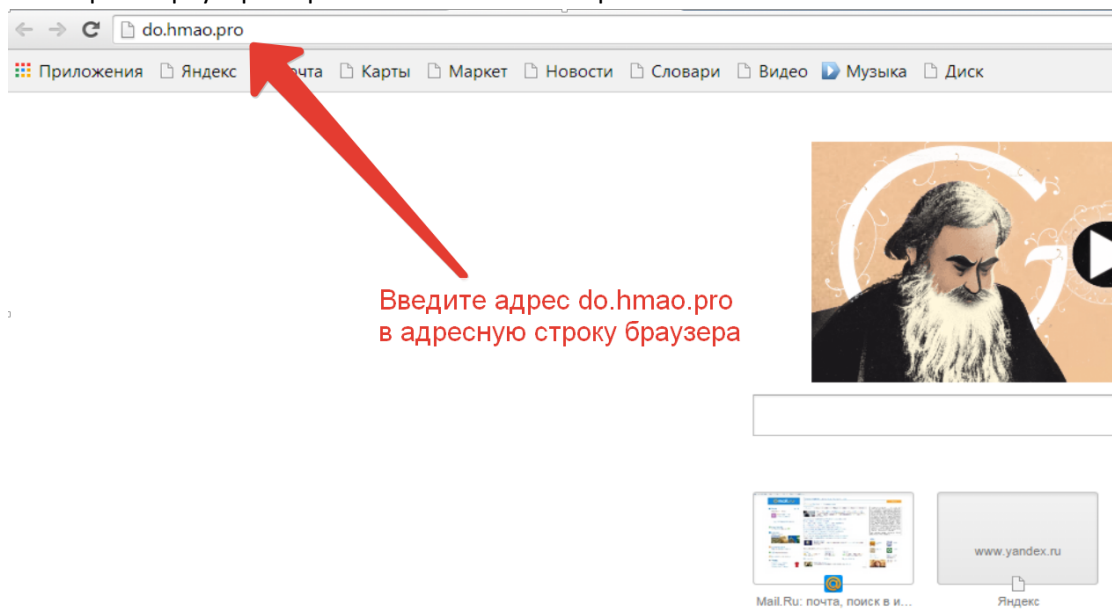 do.hmao.pro
Приложения Яндекс Карты Маркет Новости Словари Видео Музыка Диск
Введите адрес do.hmao.pro
в адресную строку браузера
www.yandex.ru
Mail.Ru: почта, поиск в и...
Яндекс